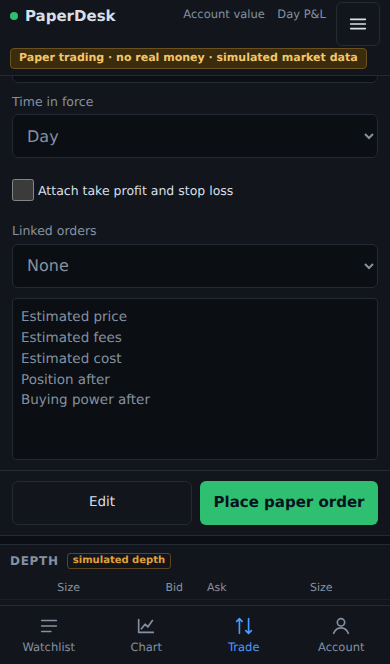 PaperDesk
Account value Day P&L
Paper trading · no real money · simulated market data
Time in force
Day
Attach take profit and stop loss
Linked orders
None
Estimated price
Estimated fees
Estimated cost
Position after
Buying power after
Edit
Place paper order
DEPTH simulated depth
Size Bid Ask Size
Watchlist Chart Trade Account